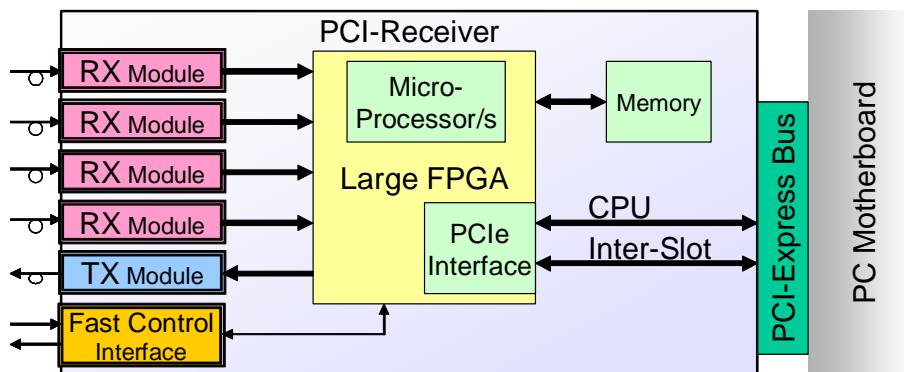 PCI-Receiver
RX Module
RX Module
RX Module
RX Module
TX Module
Fast Control
Interface
Micro-
Processor/s
Large FPGA
PCIe
Interface
Memory
CPU
Inter-Slot
PCI-Express Bus
PC Motherboard